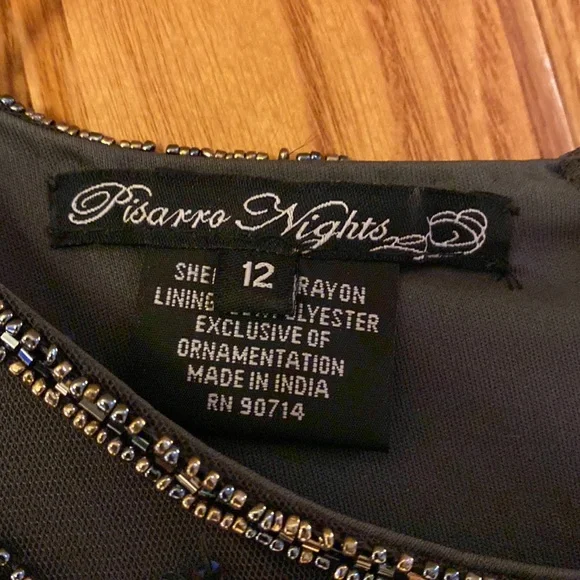 Pisarro Nights
12
RAYON
LINING
EXCLUSIVE OF
ORNAMENTATION
MADE IN INDIA
RN 90714